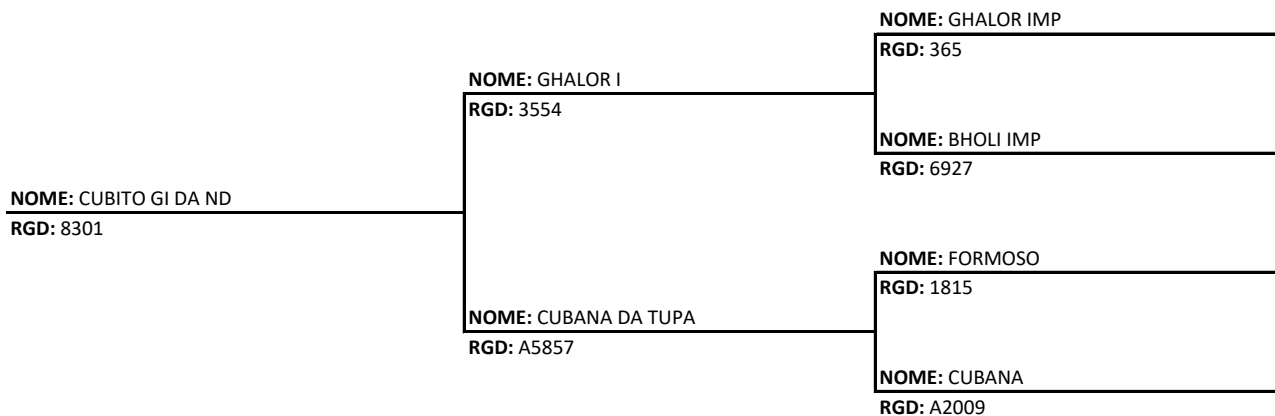 NOME: GHALOR IMP
RGD: 365
NOME: GHALOR I
RGD: 3554
NOME: BHOLI IMP
RGD: 6927
NOME: CUBITO GI DA ND
RGD: 8301
NOME: FORMOSO
RGD: 1815
NOME: CUBANA DA TUPA
RGD: A5857
NOME: CUBANA
RGD: A2009